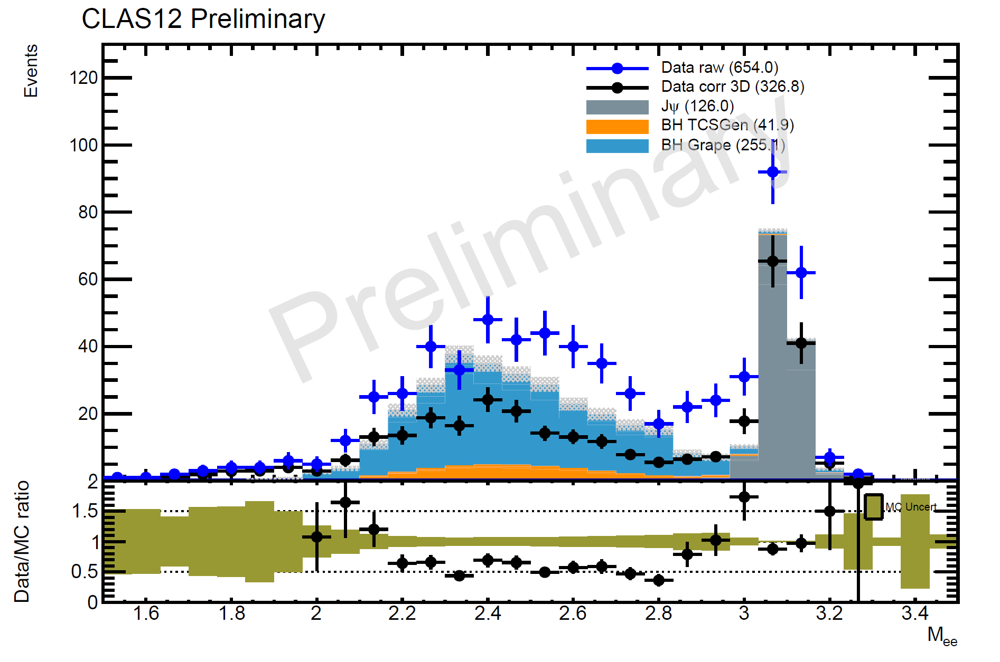 CLAS12 Preliminary
Events
120
100
80
60
40
20
0
Data raw (654.0)
Data corr 3D (326.8)
Jψ (126.0)
BH TCSGen (41.9)
BH Grape (255.1)
Preliminary
Data/MC ratio
2
1.5
1
0.5
0
MC Uncert
1.6 1.8 2 2.2 2.4 2.6 2.8 3 3.2 3.4
Mee